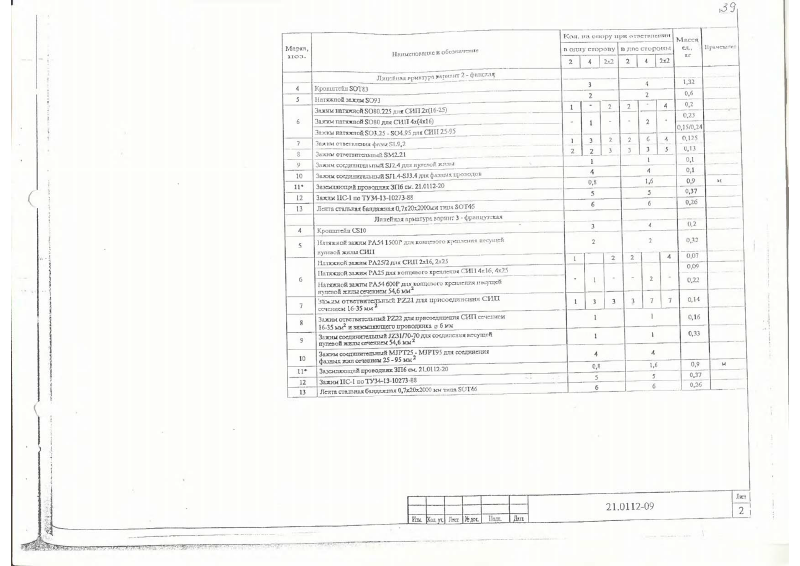 39
Марка, поз.
Наименование и обозначение
Кол. на опору при ответвлении
в одну сторону в две стороны
2 4 2х2 2 4 2х2
Масса ед., кг
Примечание
Линейная арматура вариант 2 - финская
4 Кронштейн SOT83 3 4 1,32
5 Натяжной зажим SO93 2 2 0,6
Зажим натяжной SO80.225 для СИП 2х(16-25) 1 - 2 2 - 4 0,2
6 Зажим натяжной SO80 для СИП 4х(4х16) - 1 - - 2 - 0,23
Зажим натяжной SO3.25 - SO4.95 для СИП 25-95 0,15/0,24
7 Зажим ответвления фазы SL9.2 1 3 2 2 6 4 0,125
8 Зажим ответвительный SM2.21 2 2 3 3 3 5 0,13
9 Зажим соединительный SJ2.4 для нулевой жилы 1 1 0,1
10 Зажим соединительный SJ1.4-SJ3.4 для фазных проводов 4 4 0,1
11* Заземляющий проводник ЗП6 см. 21.0112-20 0,8 1,6 0,9 м
12 Зажим ПС-1 по ТУ34-13-10273-88 5 5 0,37
13 Лента стальная бандажная 0,7х20х2000мм типа SOT46 6 6 0,26
Линейная арматура вариант 3 - французская
4 Кронштейн CS10 3 4 0,2
5 Натяжной зажим PA54 1500Р для концевого крепления несущей 2 2 0,32
нулевой жилы СИП
Натяжной зажим PA25/2 для СИП 2х16, 2х25 1 - 2 2 - 4 0,07
Натяжной зажим PA25 для концевого крепления СИП 4х16, 4х25 0,09
6 Натяжной зажим PA54 600Р для концевого крепления несущей - 1 - - 2 - 0,22
нулевой жилы сечением 54,6 мм²
7 Зажим ответвительный PZ21 для присоединения СИП 1 3 3 3 7 7 0,14
сечением 16-35 мм²
8 Зажим ответвительный PZ22 для присоединения СИП сечением 1 1 0,16
16-35 мм² и заземляющего проводника ø 6 мм
9 Зажим соединительный JZ31/70-70 для соединения несущей 1 1 0,33
нулевой жилы сечением 54,6 мм²
10 Зажим соединительный MJPT25 - MJPT95 для соединения 4 4
фазных жил сечением 25 - 95 мм²
11* Заземляющий проводник ЗП6 см. 21.0112-20 0,8 1,6 0,9 м
12 Зажим ПС-1 по ТУ34-13-10273-88 5 5 0,37
13 Лента стальная бандажная 0,7х20х2000 мм типа SOT46 6 6 0,26
21.0112-09
Лист
2
Изм. Кол. уч. Лист №док. Подп. Дата